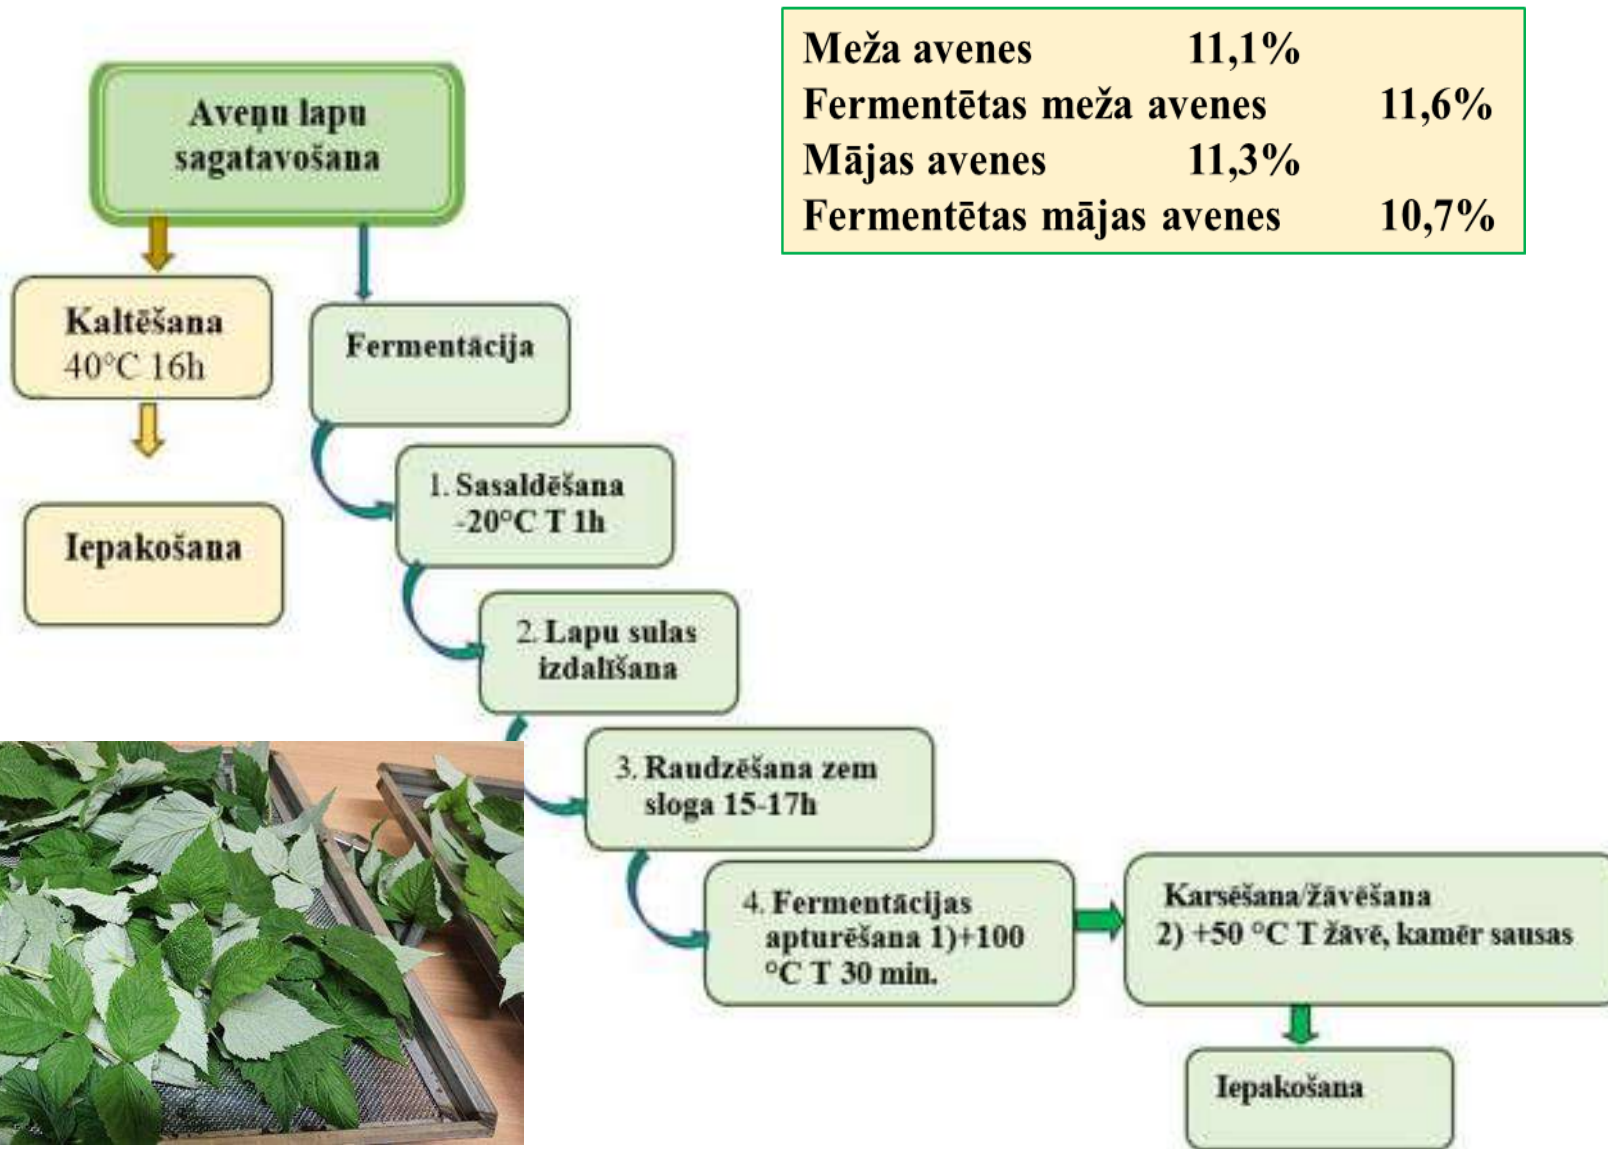 Meža avenes 11,1%
Fermentētas meža avenes 11,6%
Mājas avenes 11,3%
Fermentētas mājas avenes 10,7%
Aveņu lapu
sagatavošana
Kaltēšana
40°C 16h
Iepakošana
Fermentācija
1. Sasaldēšana
-20°C T 1h
2. Lapu sulas
izdalīšana
3. Raudzēšana zem
sloga 15-17h
4. Fermentācijas
apturēšana 1)+100
°C T 30 min.
Karsēšana/žāvēšana
2) +50 °C T žāvē, kamēr sausas
Iepakošana